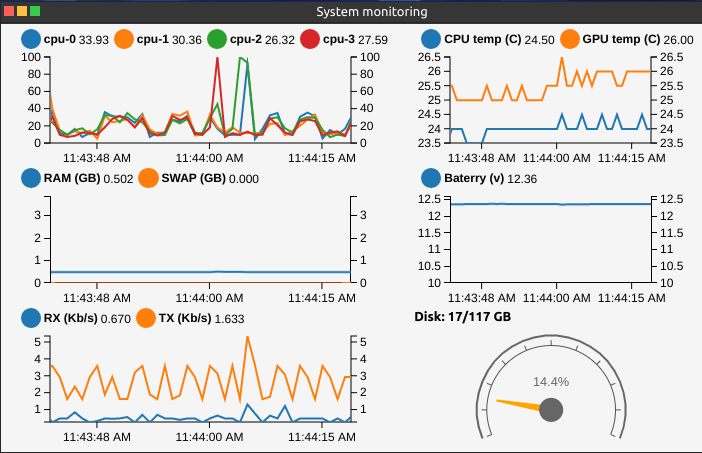 System monitoring
cpu-0 33.93 cpu-1 30.36 cpu-2 26.32 cpu-3 27.59
100 100
80 80
60 60
40 40
20 20
0 0
11:43:48 AM 11:44:00 AM 11:44:15 AM
CPU temp (C) 24.50 GPU temp (C) 26.00
26.5 26.5
26 26
25.5 25.5
25 25
24.5 24.5
24 24
23.5 23.5
11:43:48 AM 11:44:00 AM 11:44:15 AM
RAM (GB) 0.502 SWAP (GB) 0.000
3 3
2 2
1 1
0 0
11:43:48 AM 11:44:00 AM 11:44:15 AM
Baterry (v) 12.36
12.5 12.5
12 12
11.5 11.5
11 11
10.5 10.5
10 10
11:43:48 AM 11:44:00 AM 11:44:15 AM
RX (Kb/s) 0.670 TX (Kb/s) 1.633
5 5
4 4
3 3
2 2
1 1
11:43:48 AM 11:44:00 AM 11:44:15 AM
Disk: 17/117 GB
14.4%